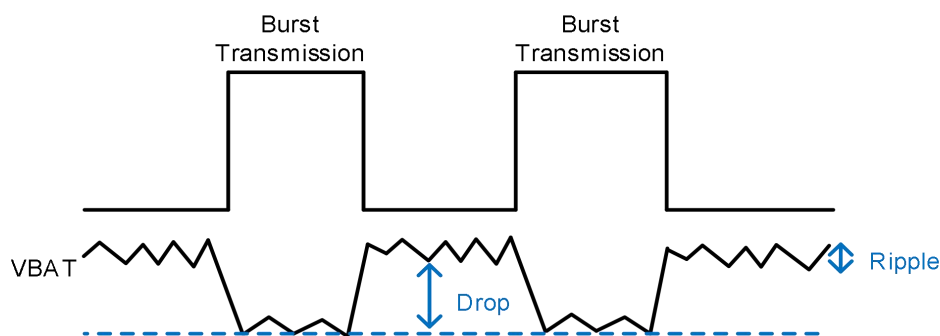 Burst
Transmission
Burst
Transmission
VBAT
Drop
Ripple